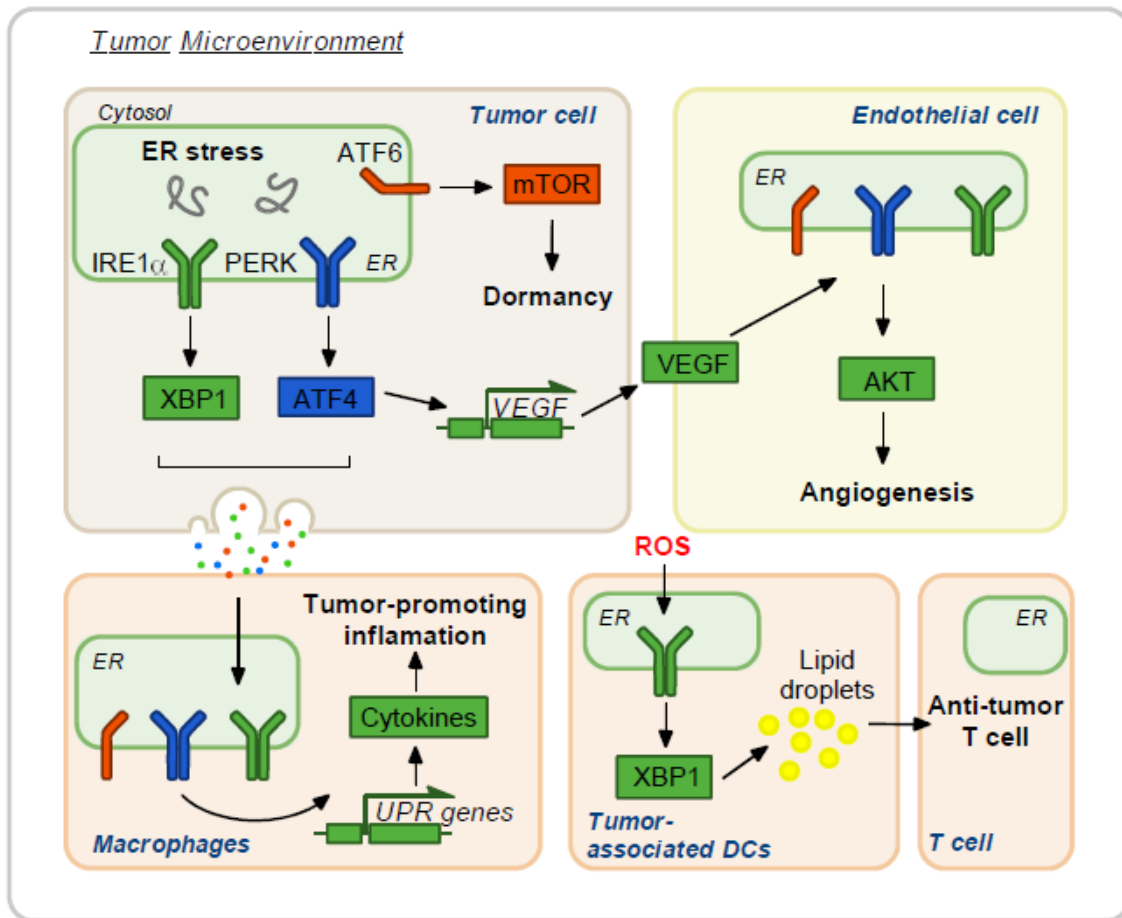 Tumor Microenvironment
Cytosol
Tumor cell
ER stress
ATF6
mTOR
IRE1α
PERK
ER
Dormancy
XBP1
ATF4
VEGF
VEGF
Endothelial cell
ER
AKT
Angiogenesis
Tumor-promoting
inflamation
ER
Cytokines
UPR genes
Macrophages
ROS
ER
Lipid
droplets
XBP1
Tumor-
associated DCs
ER
Anti-tumor
T cell
T cell